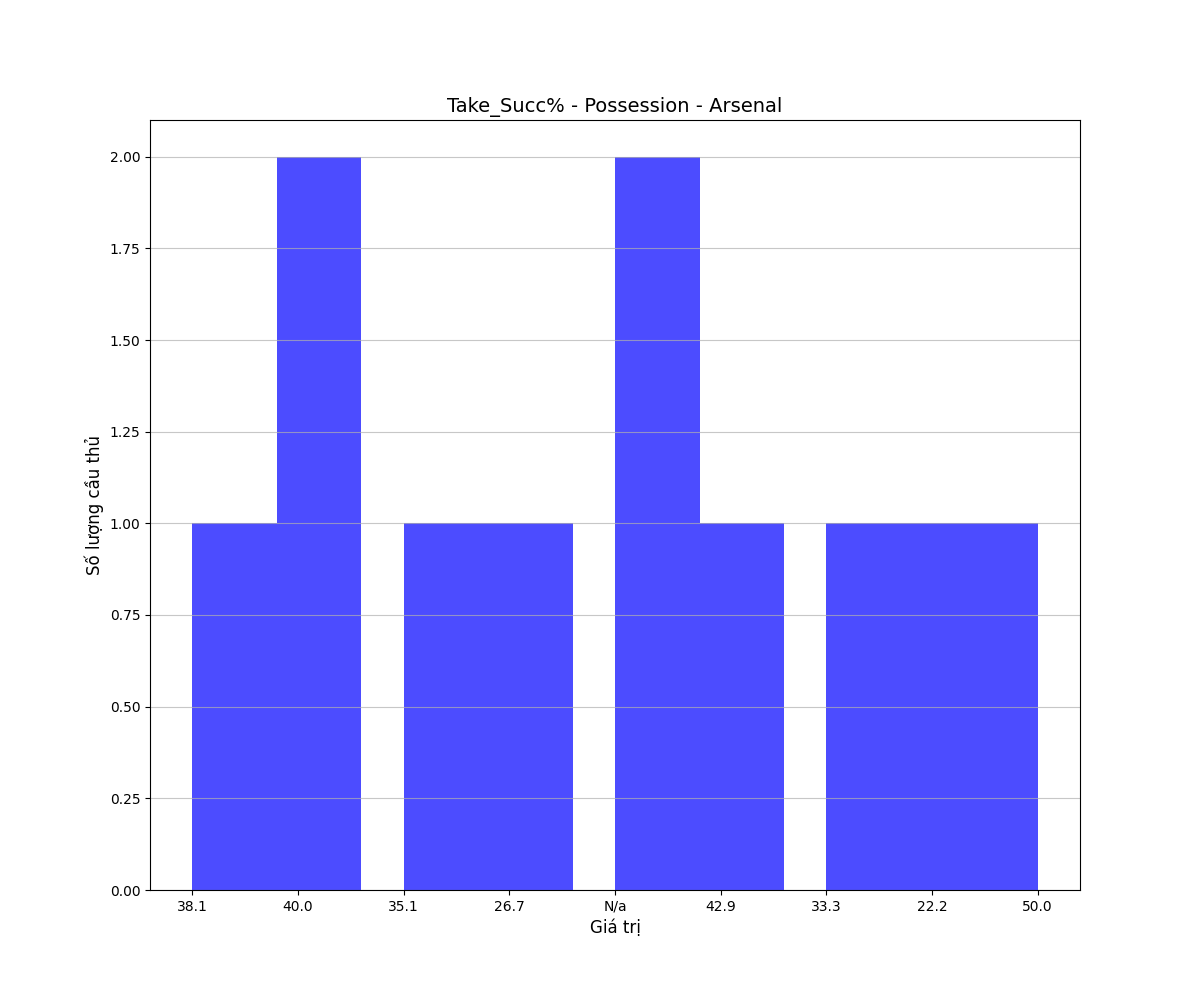 Take_Succ% - Possession - Arsenal
2.00
1.75
1.50
1.25
1.00
0.75
0.50
0.25
0.00
Số lượng cầu thủ
38.1 40.0 35.1 26.7 N/a 42.9 33.3 22.2 50.0
Giá trị